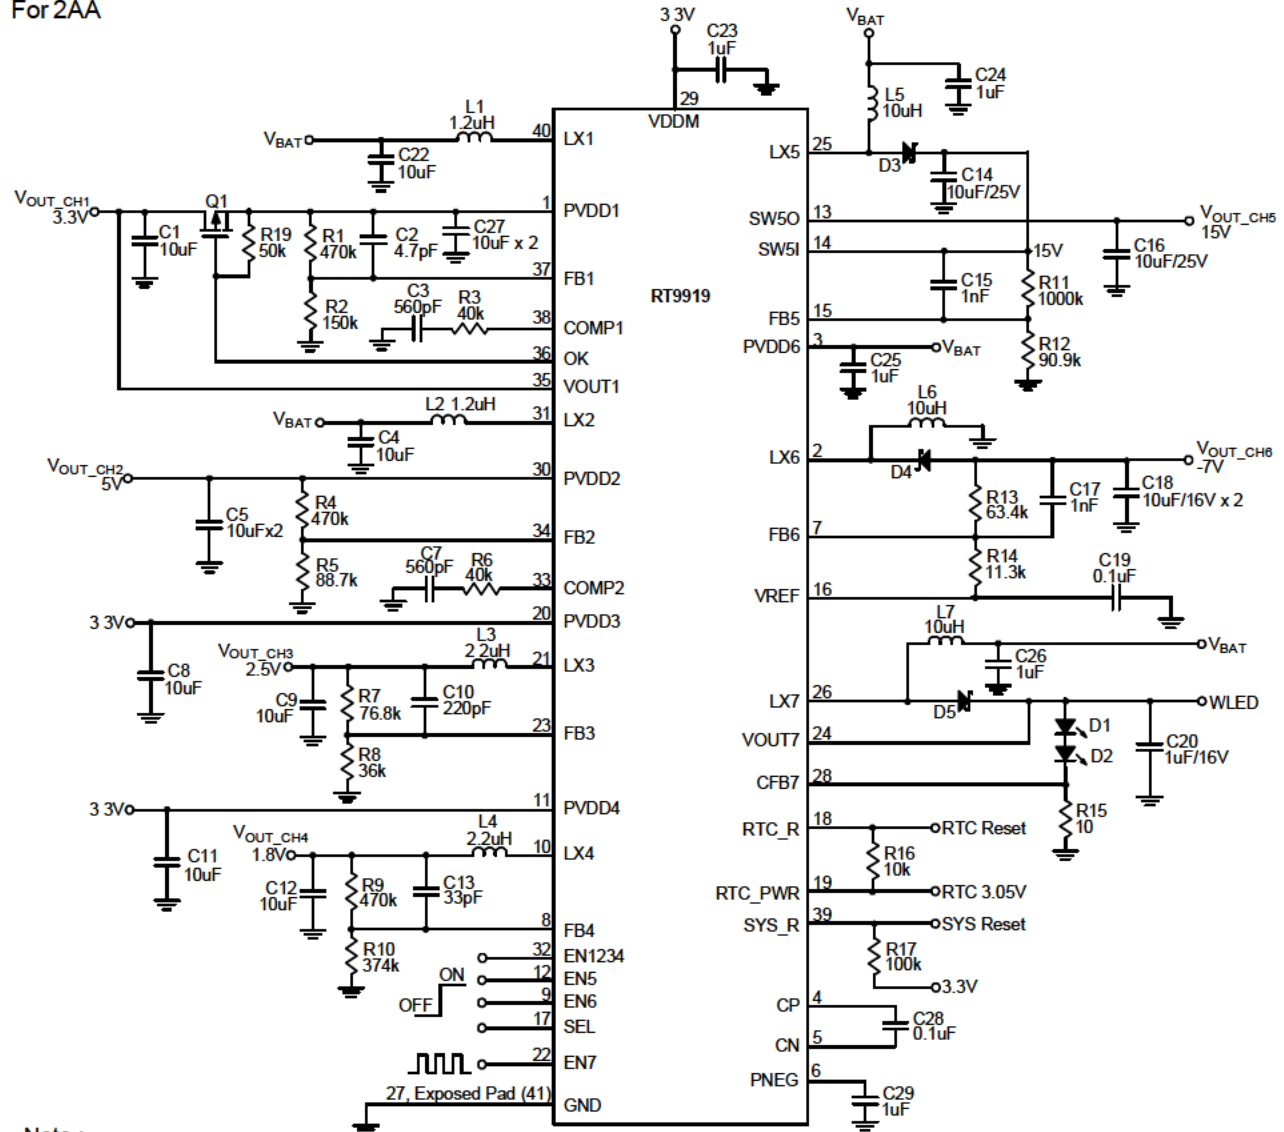 For 2AA
3 3V
C23
1uF
29
VDDM
VBAT
L5
10uH
C24
1uF
L1
1.2uH
VBAT
C22
10uF
40
LX1
VOUT_CH1
3.3V
Q1
C1
10uF
R19
50k
R1
470k
C2
4.7pF
C27
10uF x 2
1
PVDD1
37
FB1
R2
150k
C3
560pF
R3
40k
38
COMP1
36
OK
35
VOUT1
L2 1.2uH
VBAT
C4
10uF
31
LX2
VOUT_CH2
5V
C5
10uFx2
R4
470k
30
PVDD2
34
FB2
R5
88.7k
C7
560pF
R6
40k
33
COMP2
3 3V
C8
10uF
20
PVDD3
VOUT_CH3
2.5V
L3
2 2uH
21
LX3
C9
10uF
R7
76.8k
C10
220pF
23
FB3
R8
36k
3 3V
C11
10uF
11
PVDD4
VOUT_CH4
1.8V
L4
2.2uH
10
LX4
C12
10uF
R9
470k
C13
33pF
8
FB4
R10
374k
32
EN1234
ON
OFF
12
EN5
9
EN6
17
SEL
22
EN7
27, Exposed Pad (41)
GND
RT9919
LX5
25
D3
C14
10uF/25V
SW5O
13
VOUT_CH5
15V
C16
10uF/25V
SW5I
14
15V
C15
1nF
R11
1000k
FB5
15
R12
90.9k
PVDD6
3
VBAT
C25
1uF
L6
10uH
LX6
2
D4
VOUT_CH6
-7V
R13
63.4k
C17
1nF
C18
10uF/16V x 2
FB6
7
R14
11.3k
C19
0.1uF
VREF
16
L7
10uH
VBAT
C26
1uF
LX7
26
D5
WLED
D1
D2
C20
1uF/16V
VOUT7
24
CFB7
28
R15
10
RTC_R
18
RTC Reset
R16
10k
RTC_PWR
19
RTC 3.05V
SYS_R
39
SYS Reset
R17
100k
3.3V
CP
4
C28
0.1uF
CN
5
PNEG
6
C29
1uF